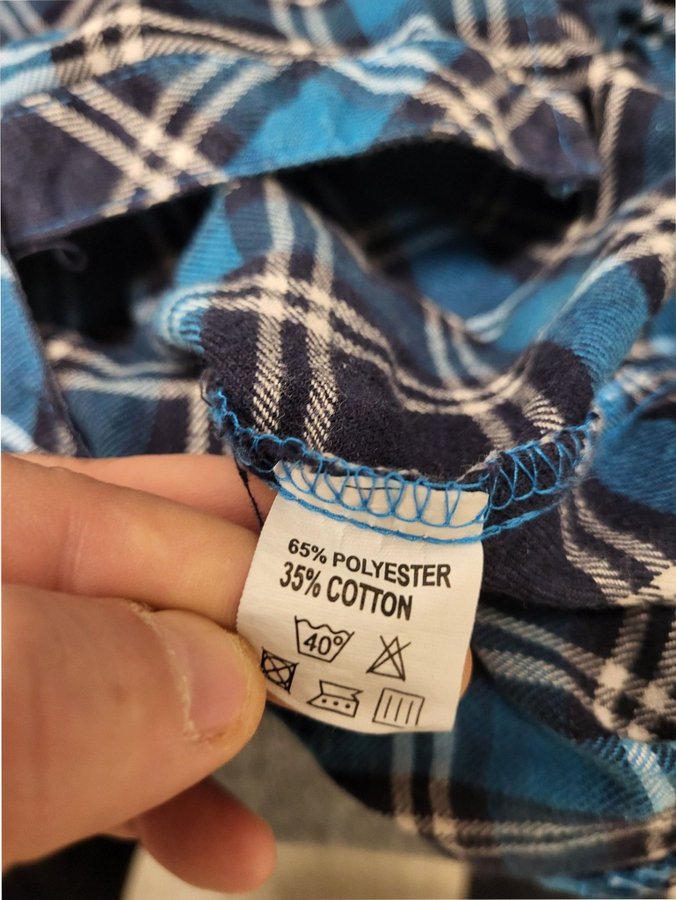 65% POLYESTER
35% COTTON
40°